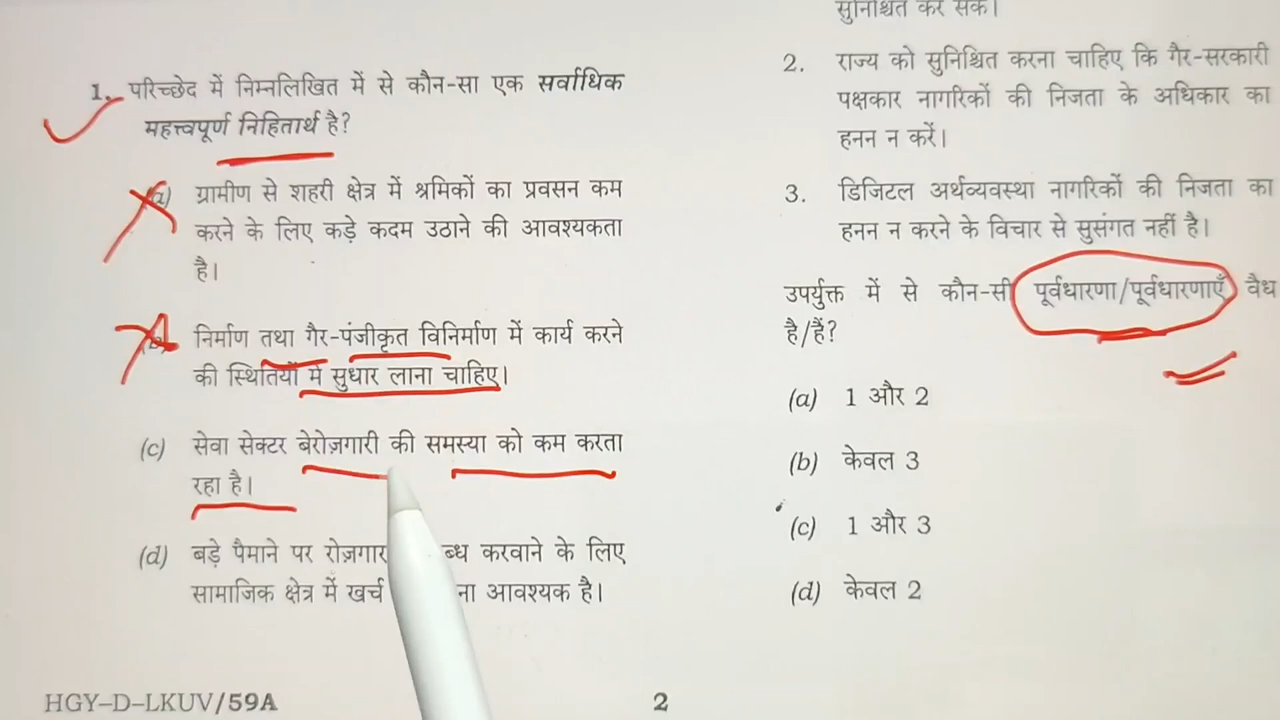 1. परिच्छेद में निम्नलिखित में से कौन-सा एक सर्वाधिक
महत्त्वपूर्ण निहितार्थ है?
(a) ग्रामीण से शहरी क्षेत्र में श्रमिकों का प्रवसन कम
करने के लिए कड़े कदम उठाने की आवश्यकता
है।
(b) निर्माण तथा गैर-पंजीकृत विनिर्माण में कार्य करने
की स्थितियों में सुधार लाना चाहिए।
(c) सेवा सेक्टर बेरोज़गारी की समस्या को कम करता
रहा है।
(d) बड़े पैमाने पर रोज़गार करवाने के लिए
सामाजिक क्षेत्र में खर्च आवश्यक है।
सुनिश्चित कर सके।
2. राज्य को सुनिश्चित करना चाहिए कि गैर-सरकारी
पक्षकार नागरिकों की निजता के अधिकार का
हनन न करें।
3. डिजिटल अर्थव्यवस्था नागरिकों की निजता का
हनन न करने के विचार से सुसंगत नहीं है।
उपर्युक्त में से कौन-सी पूर्वधारणा/पूर्वधारणाएँ वैध
है/हैं?
(a) 1 और 2
(b) केवल 3
(c) 1 और 3
(d) केवल 2
HGY–D–LKUV/59A
2